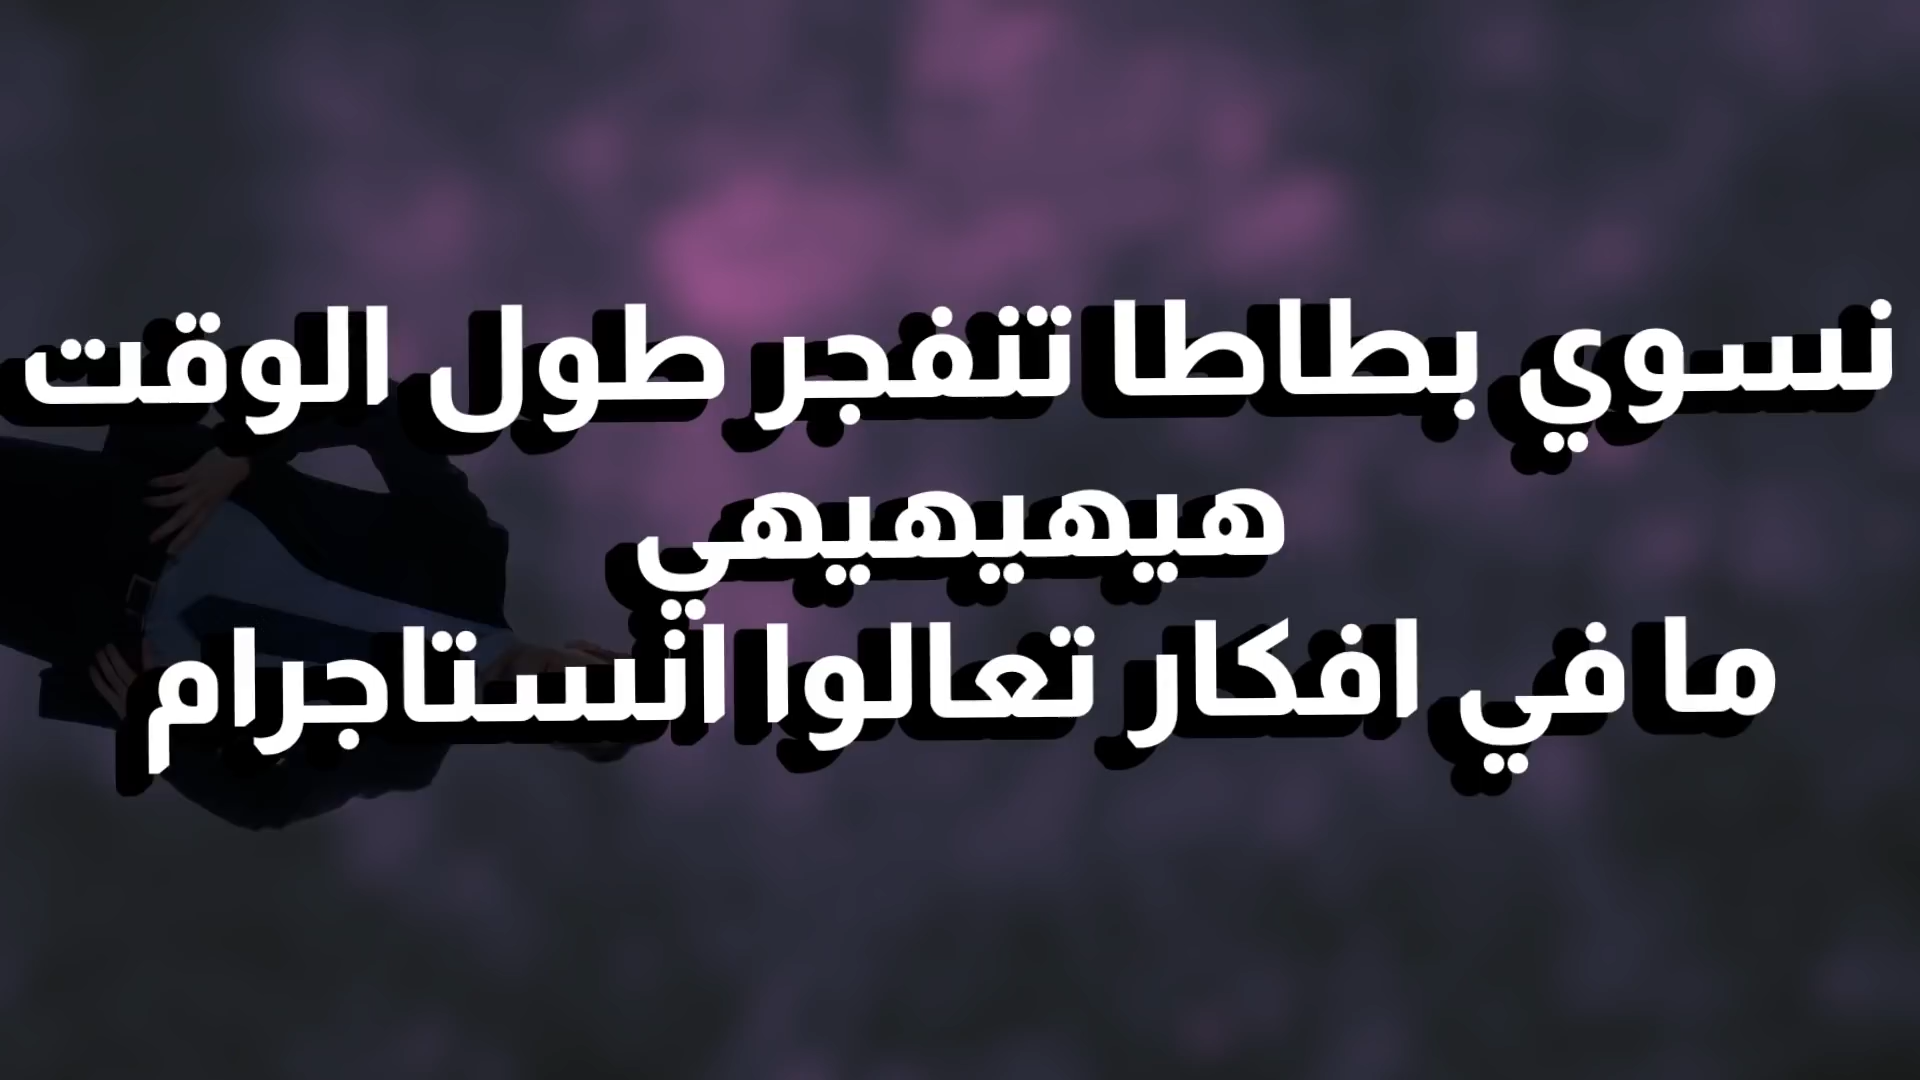 نسوي بطاطا تتفجر طول الوقت
هيهيهيهي
ما في افكار تعالوا انستاجرام